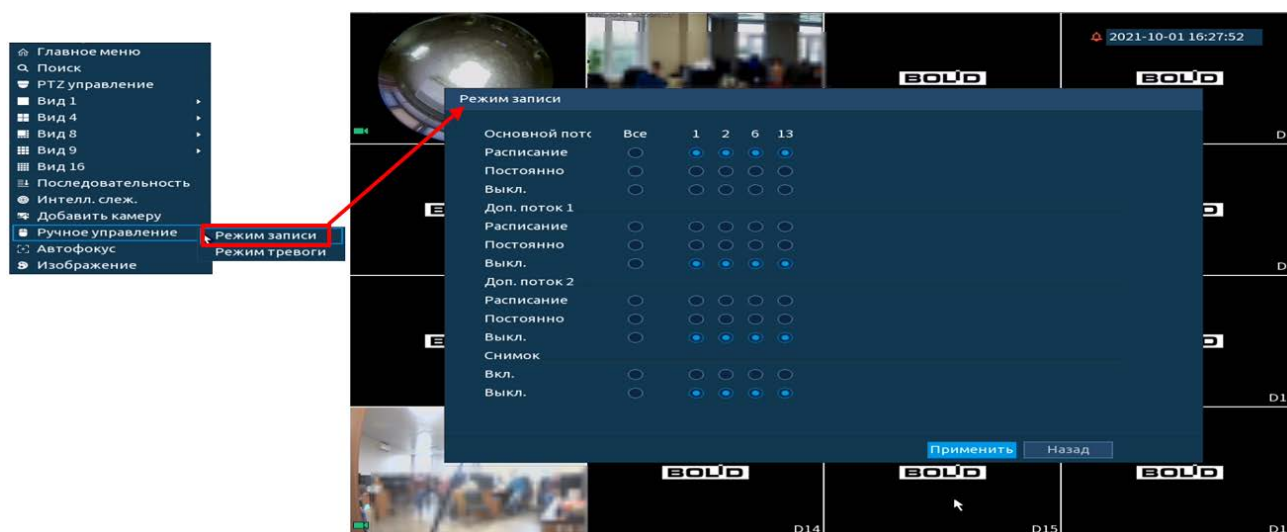 Главное меню
Поиск
PTZ управление
Вид 1
Вид 4
Вид 8
Вид 9
Вид 16
Последовательность
Интелл. слеж.
Добавить камеру
Ручное управление
Автофокус
Изображение
Режим записи
Режим тревоги
2021-10-01 16:27:52
BOLID BOLID
Режим записи
Основной пото Все 1 2 6 13
Расписание
Постоянно
Выкл.
Доп. поток 1
Расписание
Постоянно
Выкл.
Доп. поток 2
Расписание
Постоянно
Выкл.
Снимок
Вкл.
Выкл.
Применить Назад
BOLID BOLID BOLID
D14 D15